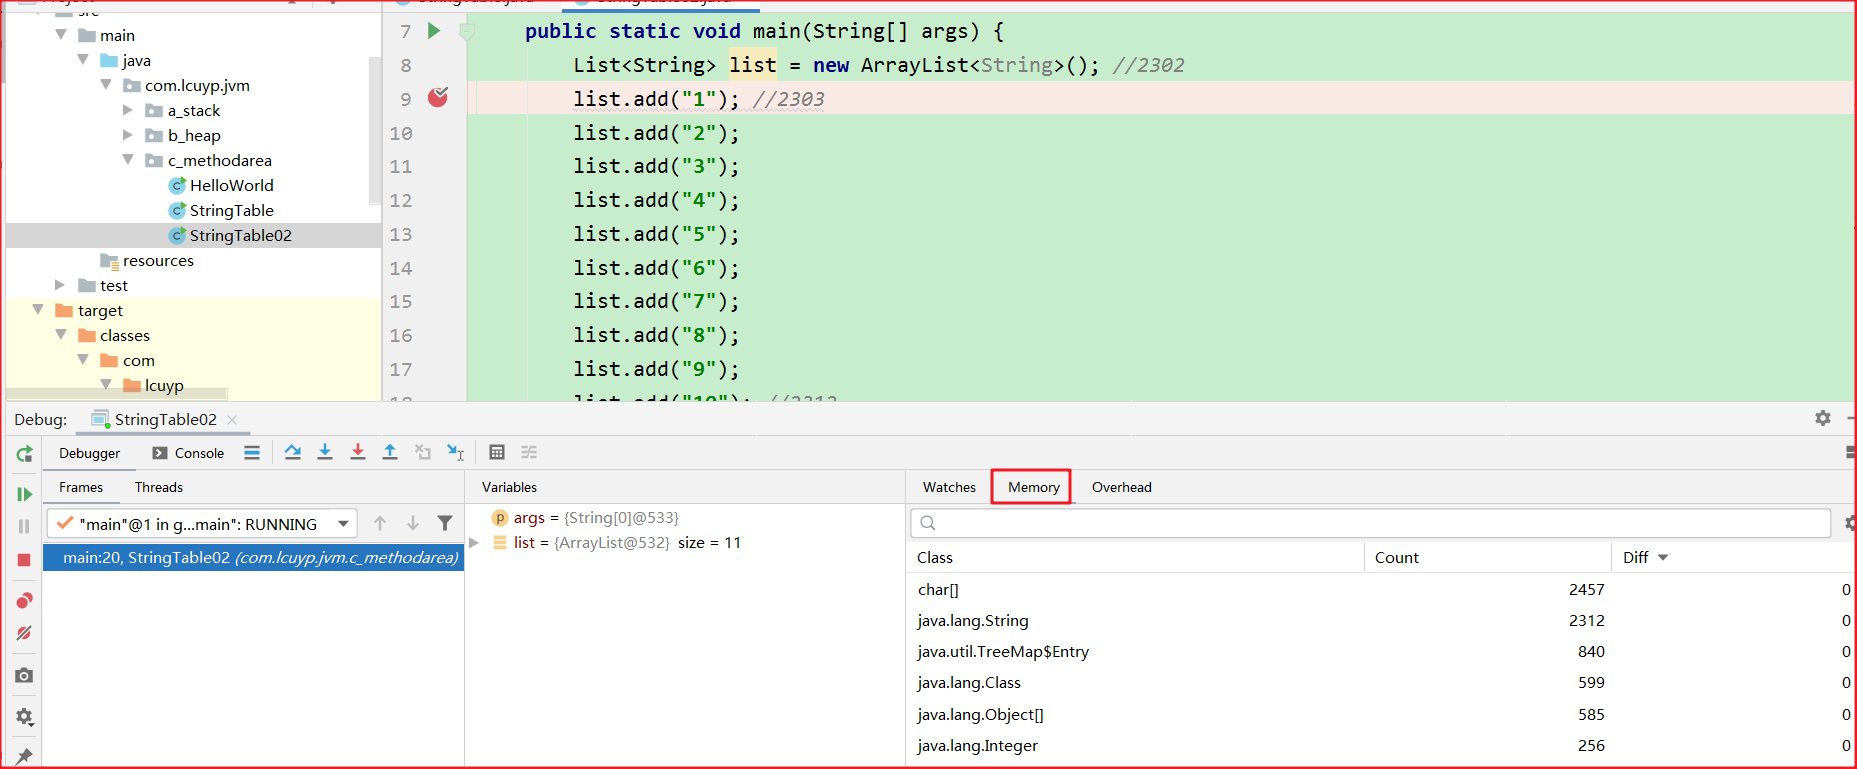 src
main
java
com.lcuyp.jvm
a_stack
b_heap
c_methodarea
HelloWorld
StringTable
StringTable02
resources
test
target
classes
com
lcuyp
7 public static void main(String[] args) {
8 List<String> list = new ArrayList<String>(); //2302
9 list.add("1"); //2303
10 list.add("2");
11 list.add("3");
12 list.add("4");
13 list.add("5");
14 list.add("6");
15 list.add("7");
16 list.add("8");
17 list.add("9");
list.add("10"); //2312
Debug: StringTable02
Debugger Console
Frames Threads
Variables
Watches Memory Overhead
"main"@1 in g...main": RUNNING
main:20, StringTable02 (com.lcuyp.jvm.c_methodarea)
args = {String[0]@533}
list = {ArrayList@532} size = 11
Class Count Diff
char[] 2457 0
java.lang.String 2312 0
java.util.TreeMap$Entry 840 0
java.lang.Class 599 0
java.lang.Object[] 585 0
java.lang.Integer 256 0